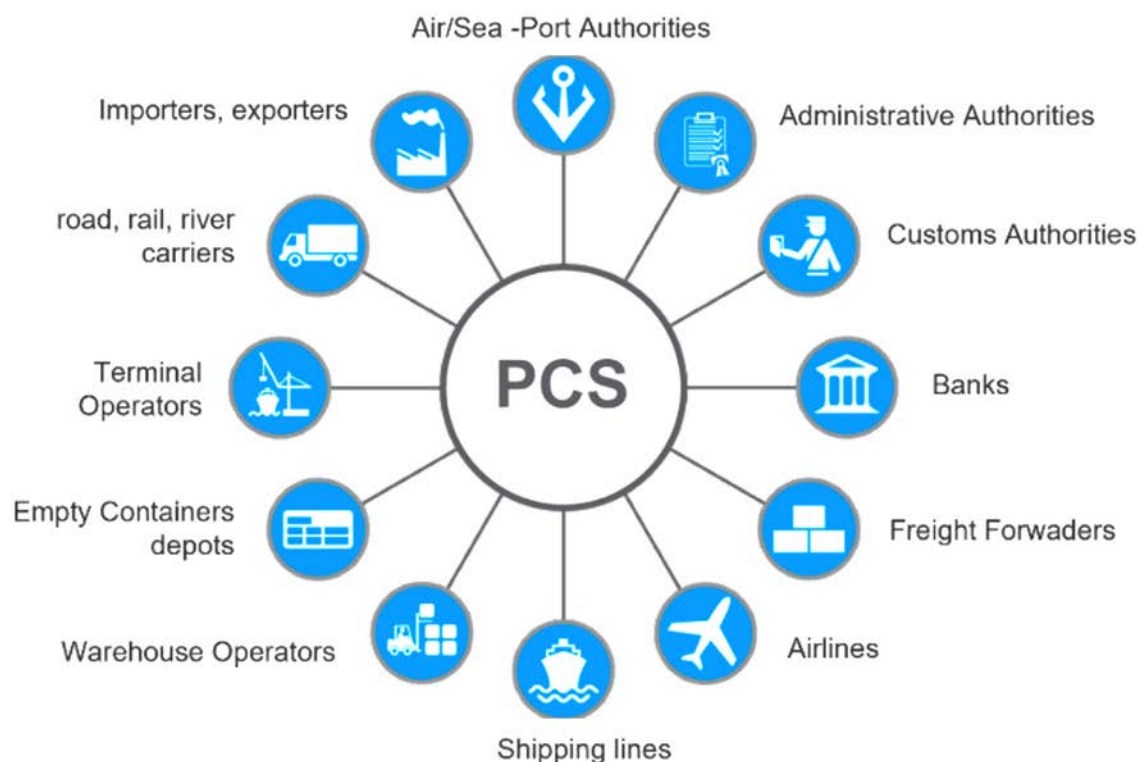 Air/Sea -Port Authorities
Importers, exporters
Administrative Authorities
road, rail, river
carriers
Customs Authorities
Terminal
Operators
PCS
Banks
Empty Containers
depots
Freight Forwaders
Warehouse Operators
Airlines
Shipping lines